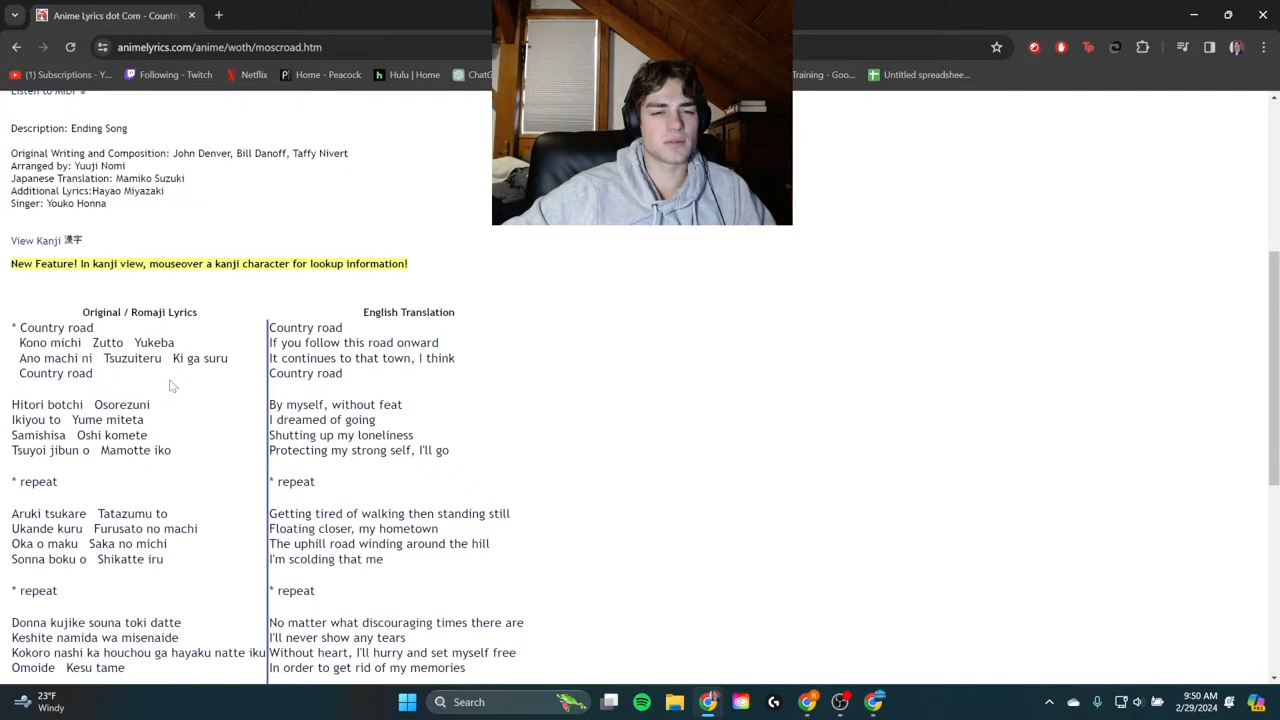 Anime Lyrics dot Com - Countr
animelyrics.com/anime/woth/moscroad.htm
(1) Subscriptions - Y...
Following - Twitch
Netflix
Home - Peacock
Hulu | Home
ChatG
Training - Goo...
Untitled spreadshee...
Listen to MIDI
Description: Ending Song
Original Writing and Composition: John Denver, Bill Danoff, Taffy Nivert
Arranged by: Yuuji Nomi
Japanese Translation: Mamiko Suzuki
Additional Lyrics:Hayao Miyazaki
Singer: Youko Honna
View Kanji 漢字
New Feature! In kanji view, mouseover a kanji character for lookup information!
Original / Romaji Lyrics
English Translation
* Country road
Kono michi Zutto Yukeba
Ano machi ni Tsuzuiteru Ki ga suru
Country road
Hitori botchi Osorezuni
Ikiyou to Yume miteta
Samishisa Oshi komete
Tsuyoi jibun o Mamotte iko
* repeat
Aruki tsukare Tatazumu to
Ukande kuru Furusato no machi
Oka o maku Saka no michi
Sonna boku o Shikatte iru
* repeat
Donna kujike souna toki datte
Keshite namida wa misenaide
Kokoro nashi ka houchou ga hayaku natte iku
Omoide Kesu tame
Country road
If you follow this road onward
It continues to that town, I think
Country road
By myself, without feat
I dreamed of going
Shutting up my loneliness
Protecting my strong self, I'll go
* repeat
Getting tired of walking then standing still
Floating closer, my hometown
The uphill road winding around the hill
I'm scolding that me
* repeat
No matter what discouraging times there are
I'll never show any tears
Without heart, I'll hurry and set myself free
In order to get rid of my memories
23°F
Windy
Search
9:50 AM
2/29/2024